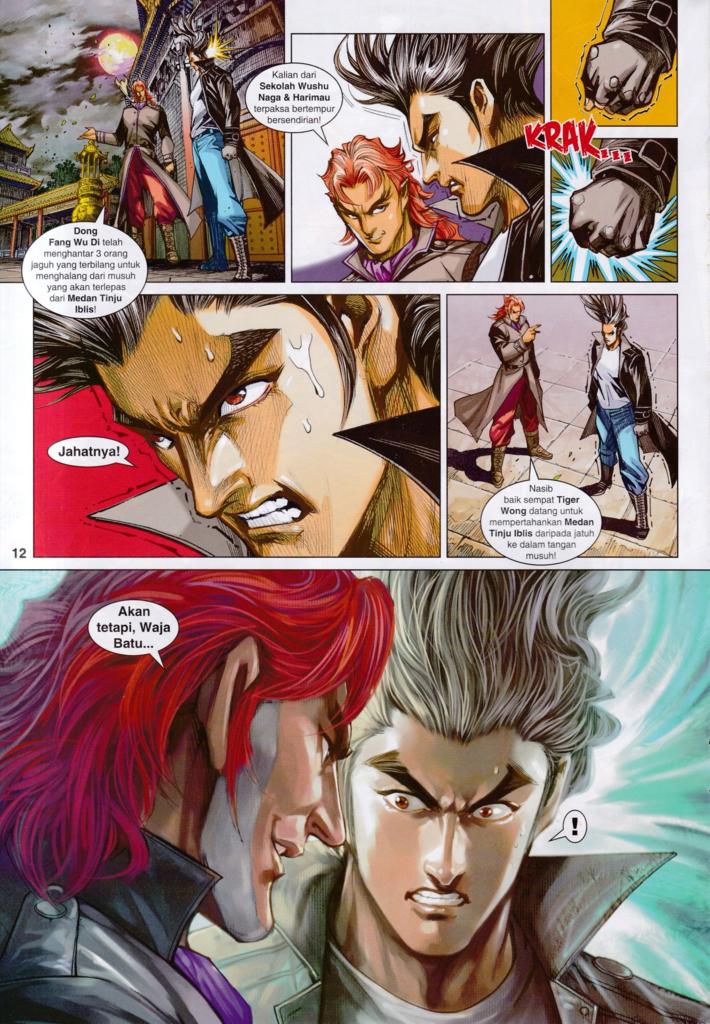 Dong
Fang Wu Di telah
menghantar 3 orang
jaguh yang terbilang untuk
menghalang dari musuh
yang akan terlepas
dari Medan Tinju
Iblis!
Kalian dari
Sekolah Wushu
Naga & Harimau
terpaksa bertempur
bersendirian!
KRAK...
Jahatnya!
Nasib
baik sempat Tiger
Wong datang untuk
mempertahankan Medan
Tinju Iblis daripada jatuh
ke dalam tangan
musuh!
12
Akan
tetapi, Waja
Batu...
!